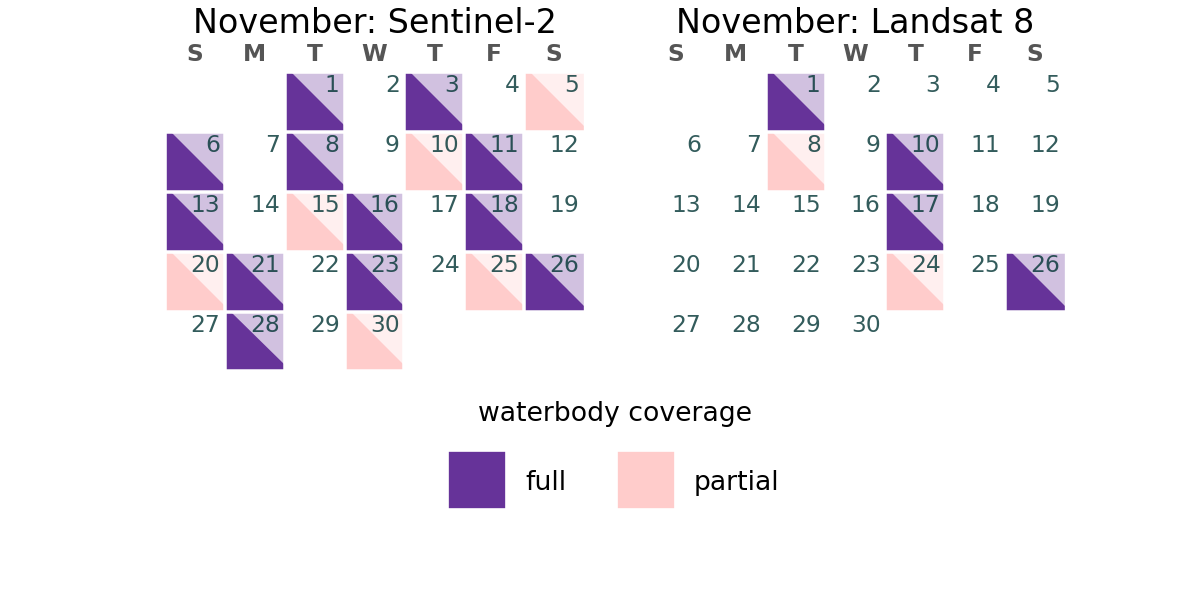 November: Sentinel-2
S M T W T F S
1 2 3 4 5
6 7 8 9 10 11 12
13 14 15 16 17 18 19
20 21 22 23 24 25 26
27 28 29 30
November: Landsat 8
S M T W T F S
1 2 3 4 5
6 7 8 9 10 11 12
13 14 15 16 17 18 19
20 21 22 23 24 25 26
27 28 29 30
waterbody coverage
full
partial